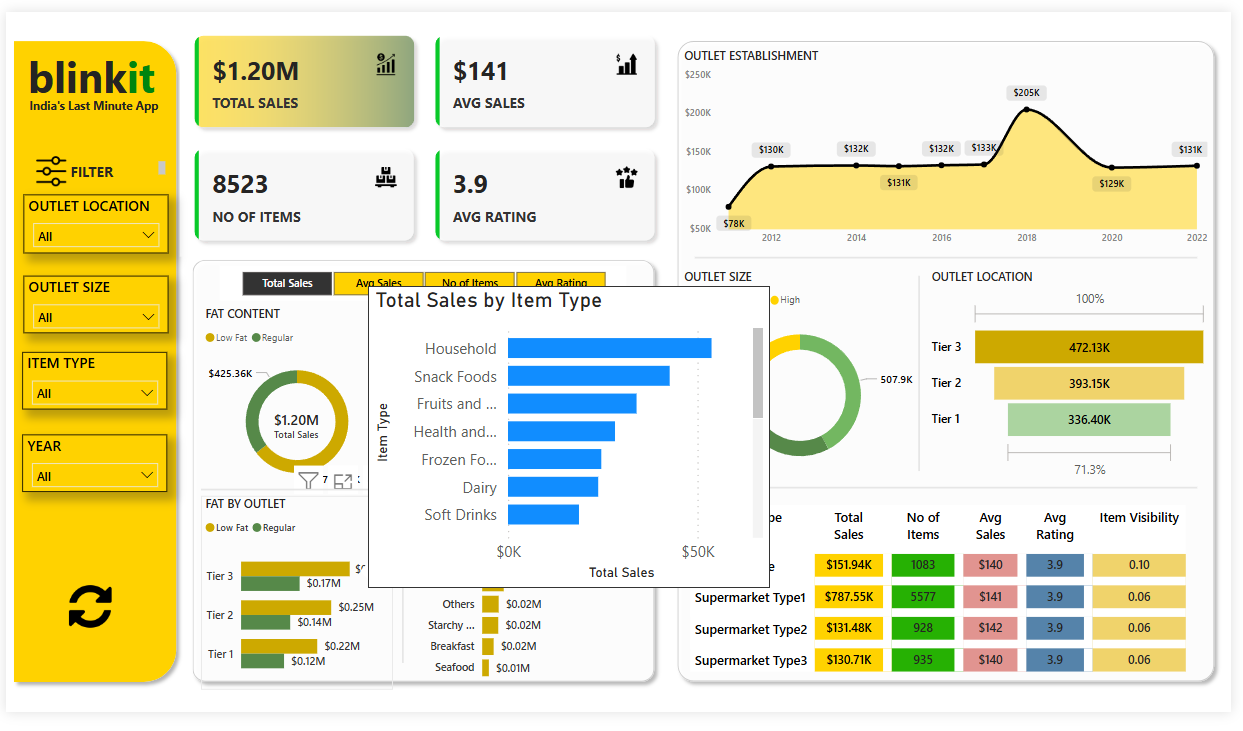 blinkit
India's Last Minute App
FILTER
OUTLET LOCATION
All
OUTLET SIZE
All
ITEM TYPE
All
YEAR
All
$1.20M
TOTAL SALES
$141
AVG SALES
8523
NO OF ITEMS
3.9
AVG RATING
Total Sales
Avg Sales
No of Items
Avg Rating
FAT CONTENT
Low Fat
Regular
$425.36K
$1.20M
Total Sales
7
FAT BY OUTLET
Low Fat
Regular
Tier 3
$0.17M
Tier 2
$0.25M
$0.14M
Tier 1
$0.22M
$0.12M
Total Sales by Item Type
Item Type
Household
Snack Foods
Fruits and ...
Health and...
Frozen Fo...
Dairy
Soft Drinks
$0K
$50K
Total Sales
Others
$0.02M
Starchy ...
$0.02M
Breakfast
$0.02M
Seafood
$0.01M
OUTLET ESTABLISHMENT
$250K
$200K
$150K
$100K
$50K
$78K
$130K
$132K
$131K
$132K
$133K
$205K
$129K
$131K
2012
2014
2016
2018
2020
2022
OUTLET SIZE
High
507.9K
OUTLET LOCATION
100%
Tier 3
472.13K
Tier 2
393.15K
Tier 1
336.40K
71.3%
Total Sales
No of Items
Avg Sales
Avg Rating
Item Visibility
$151.94K 1083 $140 3.9 0.10
Supermarket Type1 $787.55K 5577 $141 3.9 0.06
Supermarket Type2 $131.48K 928 $142 3.9 0.06
Supermarket Type3 $130.71K 935 $140 3.9 0.06